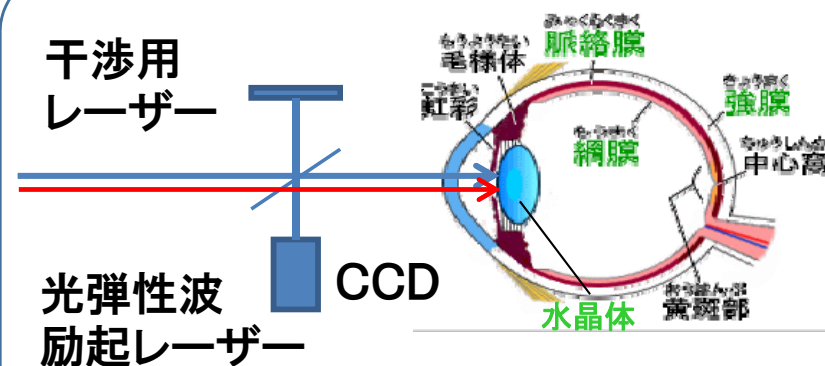 干渉用
レーザー
光弾性波
励起レーザー
CCD
毛様体
脈絡膜
虹彩
強膜
網膜
中心窩
黄斑部
水晶体